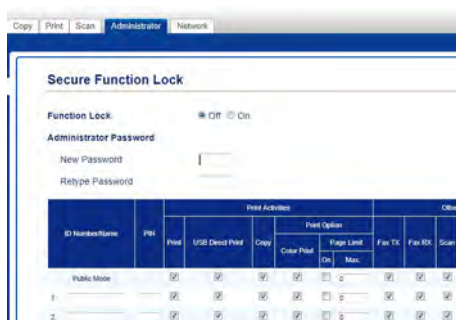 Copy Print Scan Administrator Network
Secure Function Lock
Function Lock Off On
Administrator Password
New Password
Retype Password
Print Activities Othe
Print Option
ID Number/Name PIN Print USB Direct Print Copy Color Print Page Limit Fax TX Fax RX Scan
On Max.
Public Mode 0
1 0
2 0